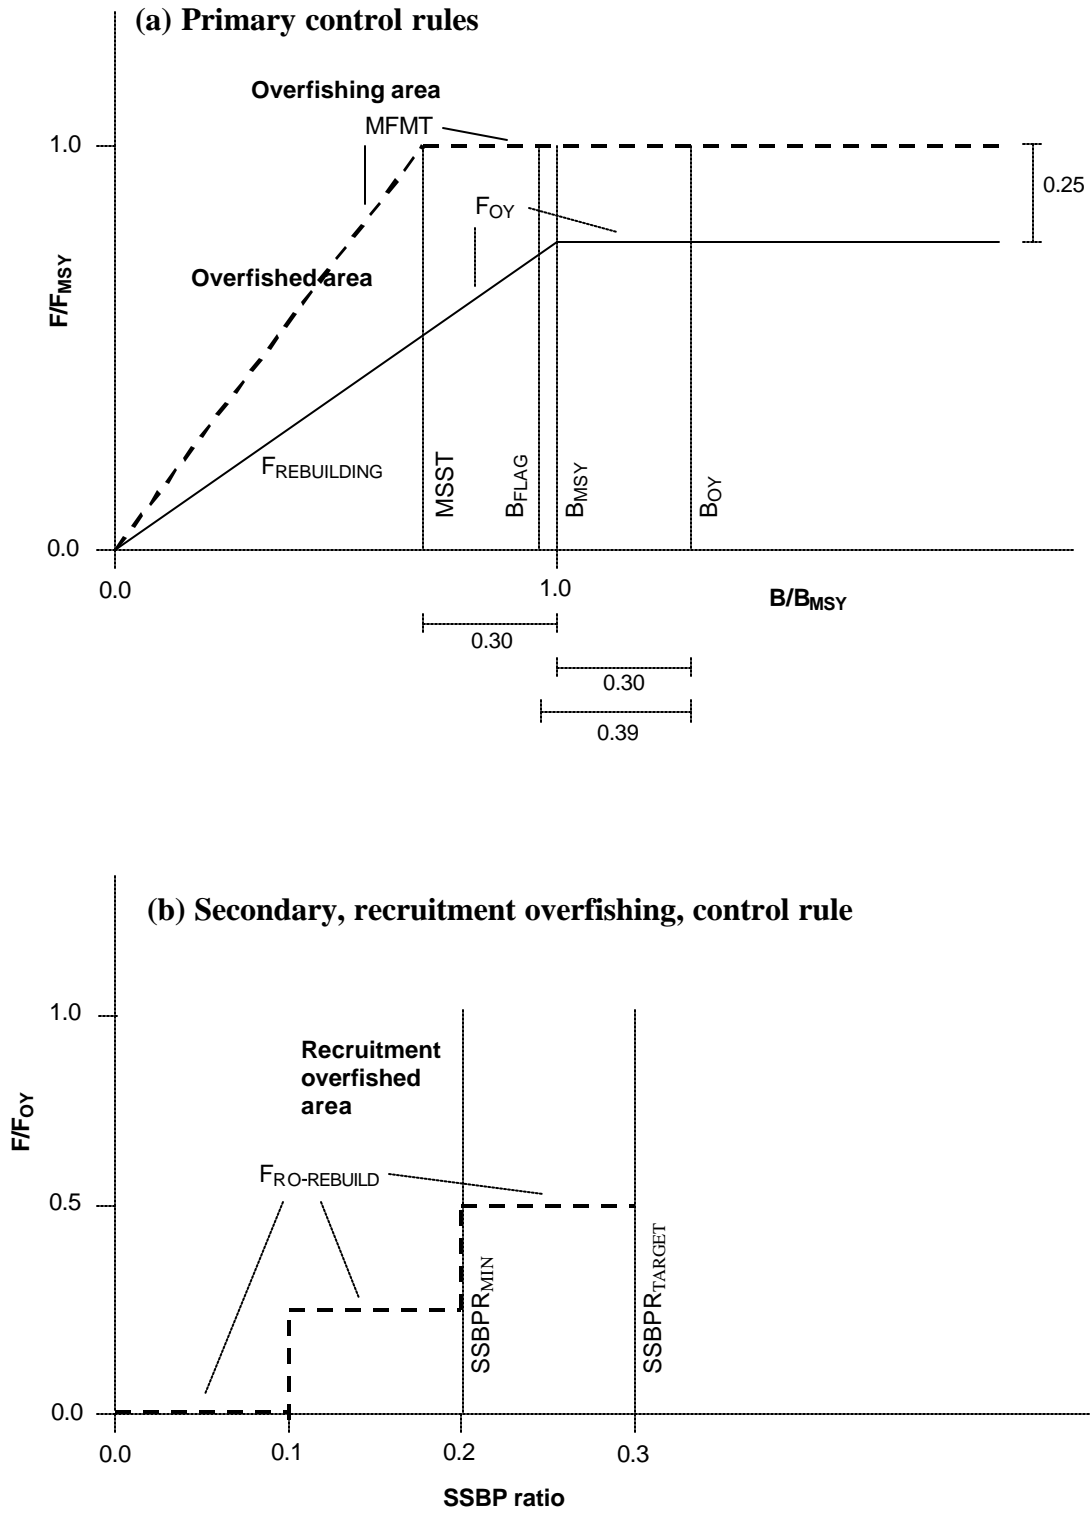 (a) Primary control rules
Overfishing area
MFMT
1.0
0.25
FOY
Overfished area
F/FMSY
FREBUILDING
MSST
BFLAG
BMSY
BOY
0.0
0.0
1.0
B/BMSY
0.30
0.30
0.39
(b) Secondary, recruitment overfishing, control rule
1.0
Recruitment
overfished
area
F/FOY
FRO-REBUILD
0.5
SSBPRMIN
SSBPRTARGET
0.0
0.0
0.1
0.2
0.3
SSBP ratio